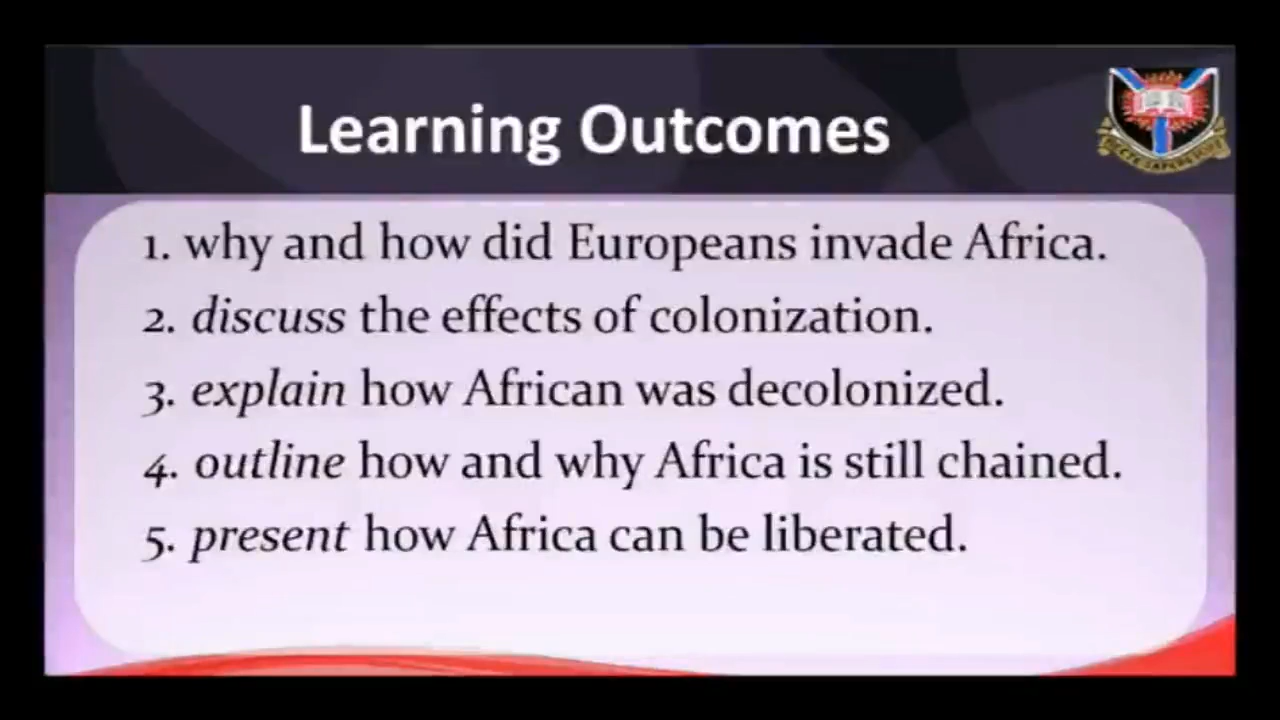 Learning Outcomes
1. why and how did Europeans invade Africa.
2. discuss the effects of colonization.
3. explain how African was decolonized.
4. outline how and why Africa is still chained.
5. present how Africa can be liberated.